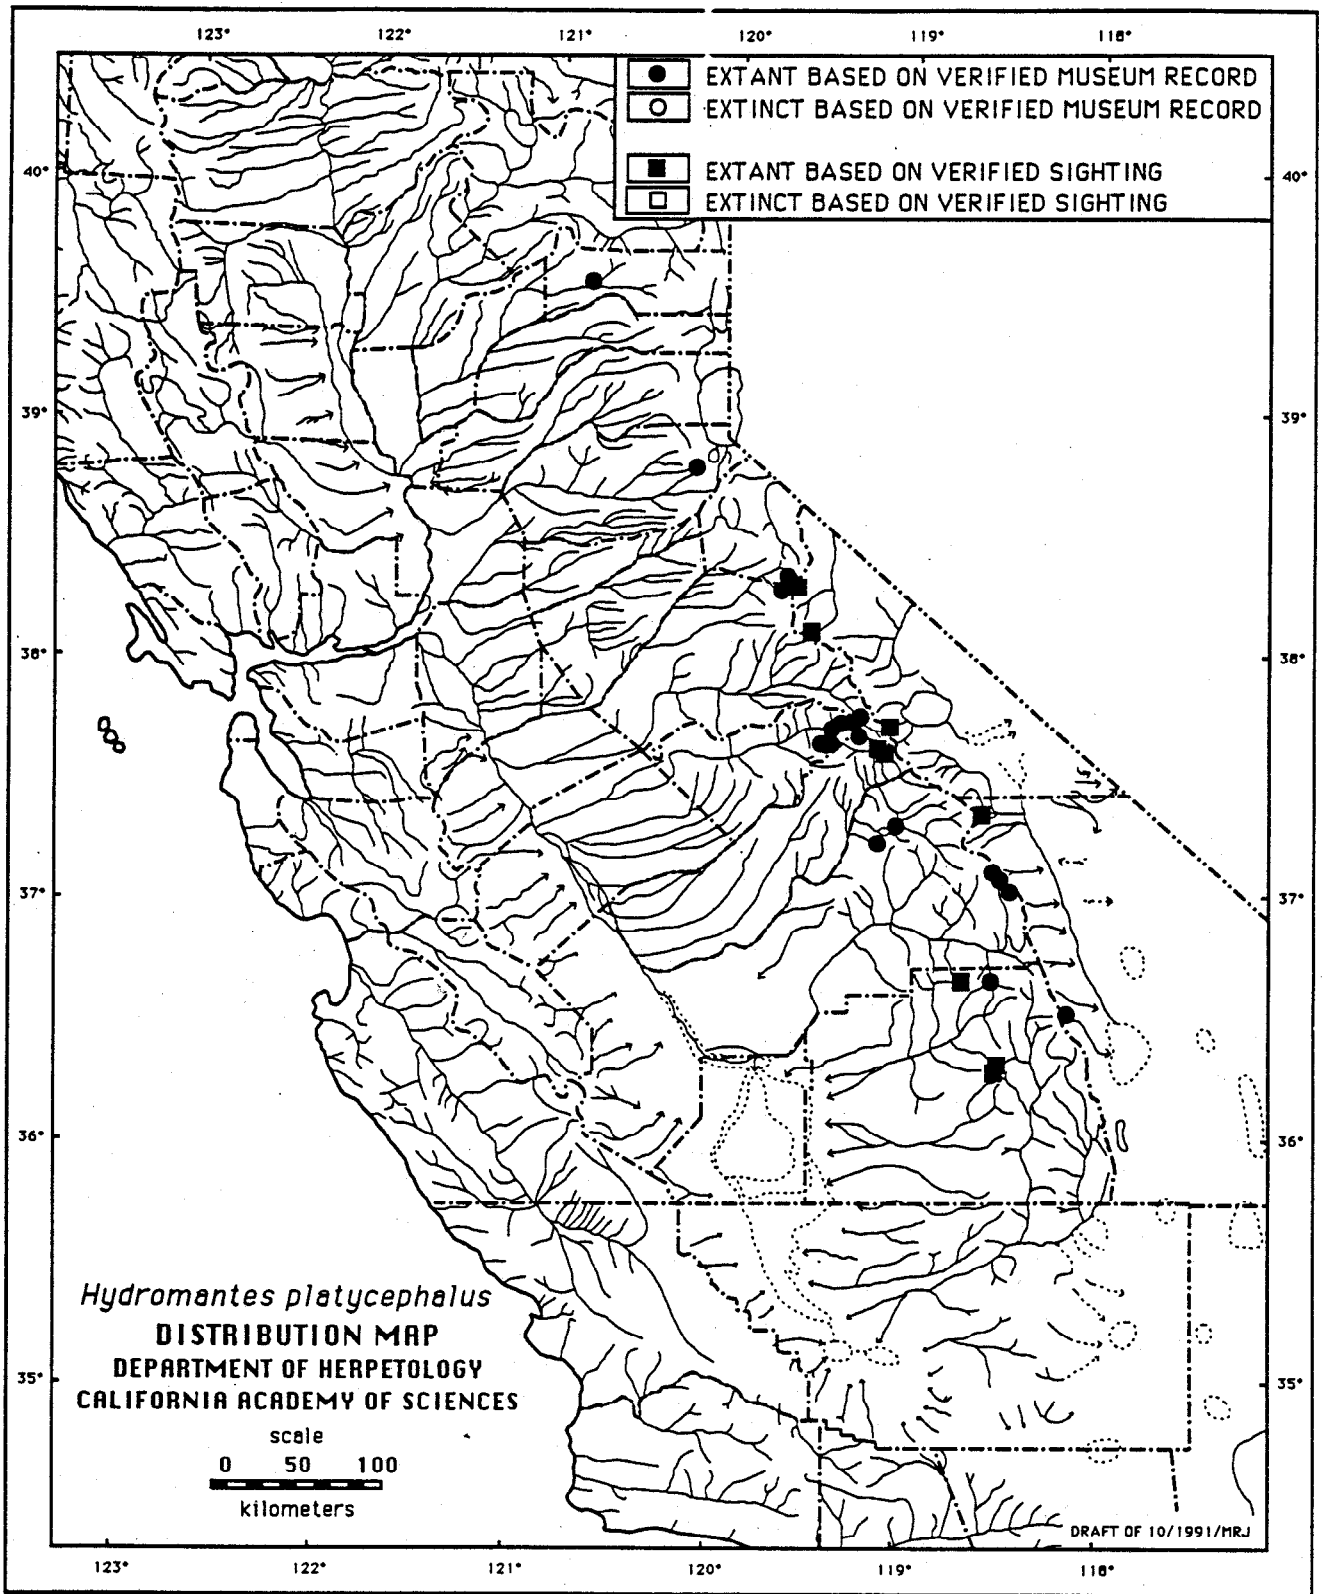 123° 122° 121° 120° 119° 118°
EXTANT BASED ON VERIFIED MUSEUM RECORD
EXTINCT BASED ON VERIFIED MUSEUM RECORD
EXTANT BASED ON VERIFIED SIGHTING
EXTINCT BASED ON VERIFIED SIGHTING
40° 40°
39° 39°
38° 38°
37° 37°
36° 36°
35° 35°
Hydromantes platycephalus
DISTRIBUTION MAP
DEPARTMENT OF HERPETOLOGY
CALIFORNIA ACADEMY OF SCIENCES
scale
0 50 100
kilometers
DRAFT OF 10/1991/MRJ
123° 122° 121° 120° 119° 118°